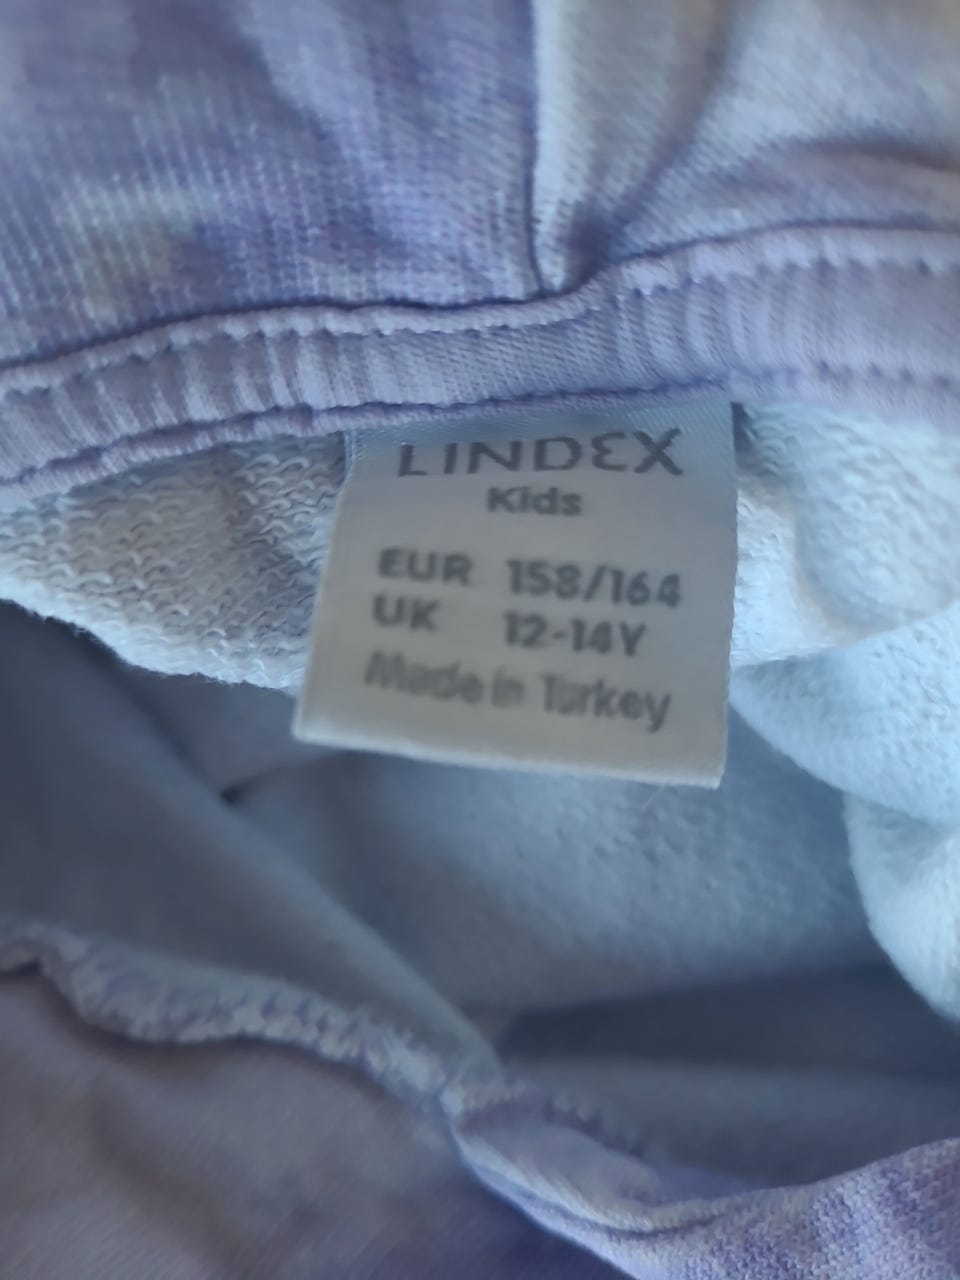 LINDEX
Kids
EUR 158/164
UK 12-14Y
Made in Turkey